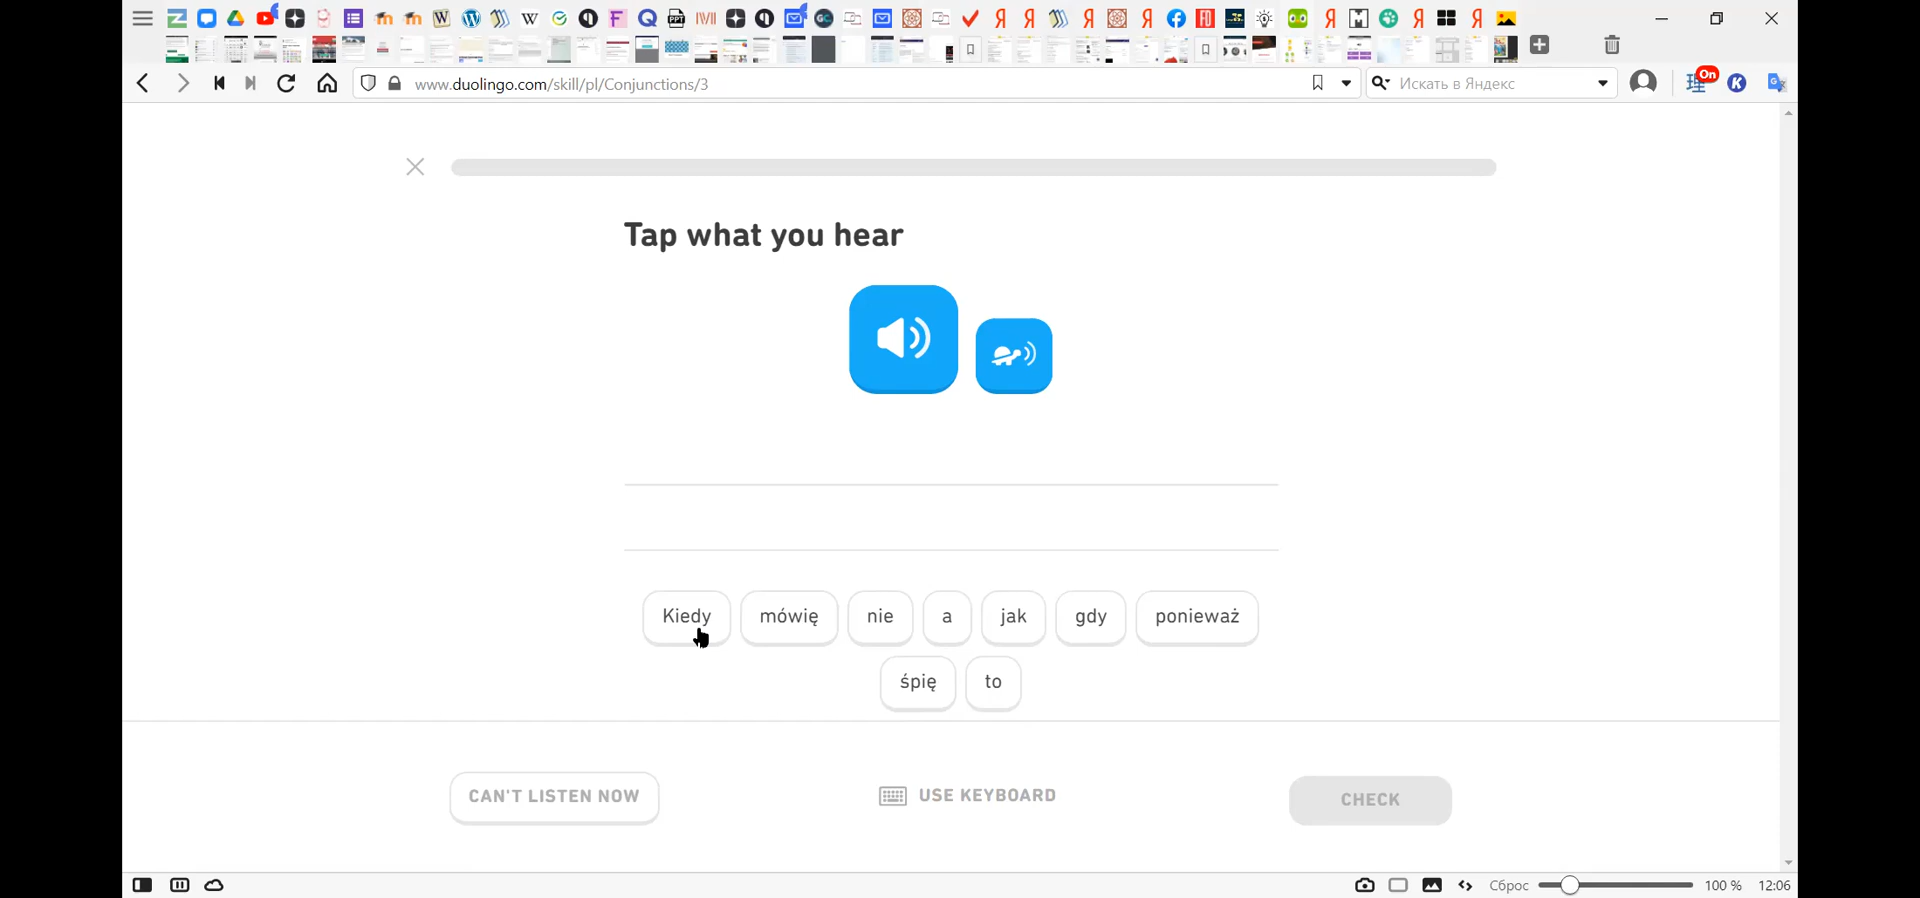 On
www.duolingo.com/skill/pl/Conjunctions/3
Искать в Яндекс
Tap what you hear
Kiedy mówię nie a jak gdy ponieważ
śpię to
CAN'T LISTEN NOW
USE KEYBOARD
CHECK
Сброс 100 % 12:06